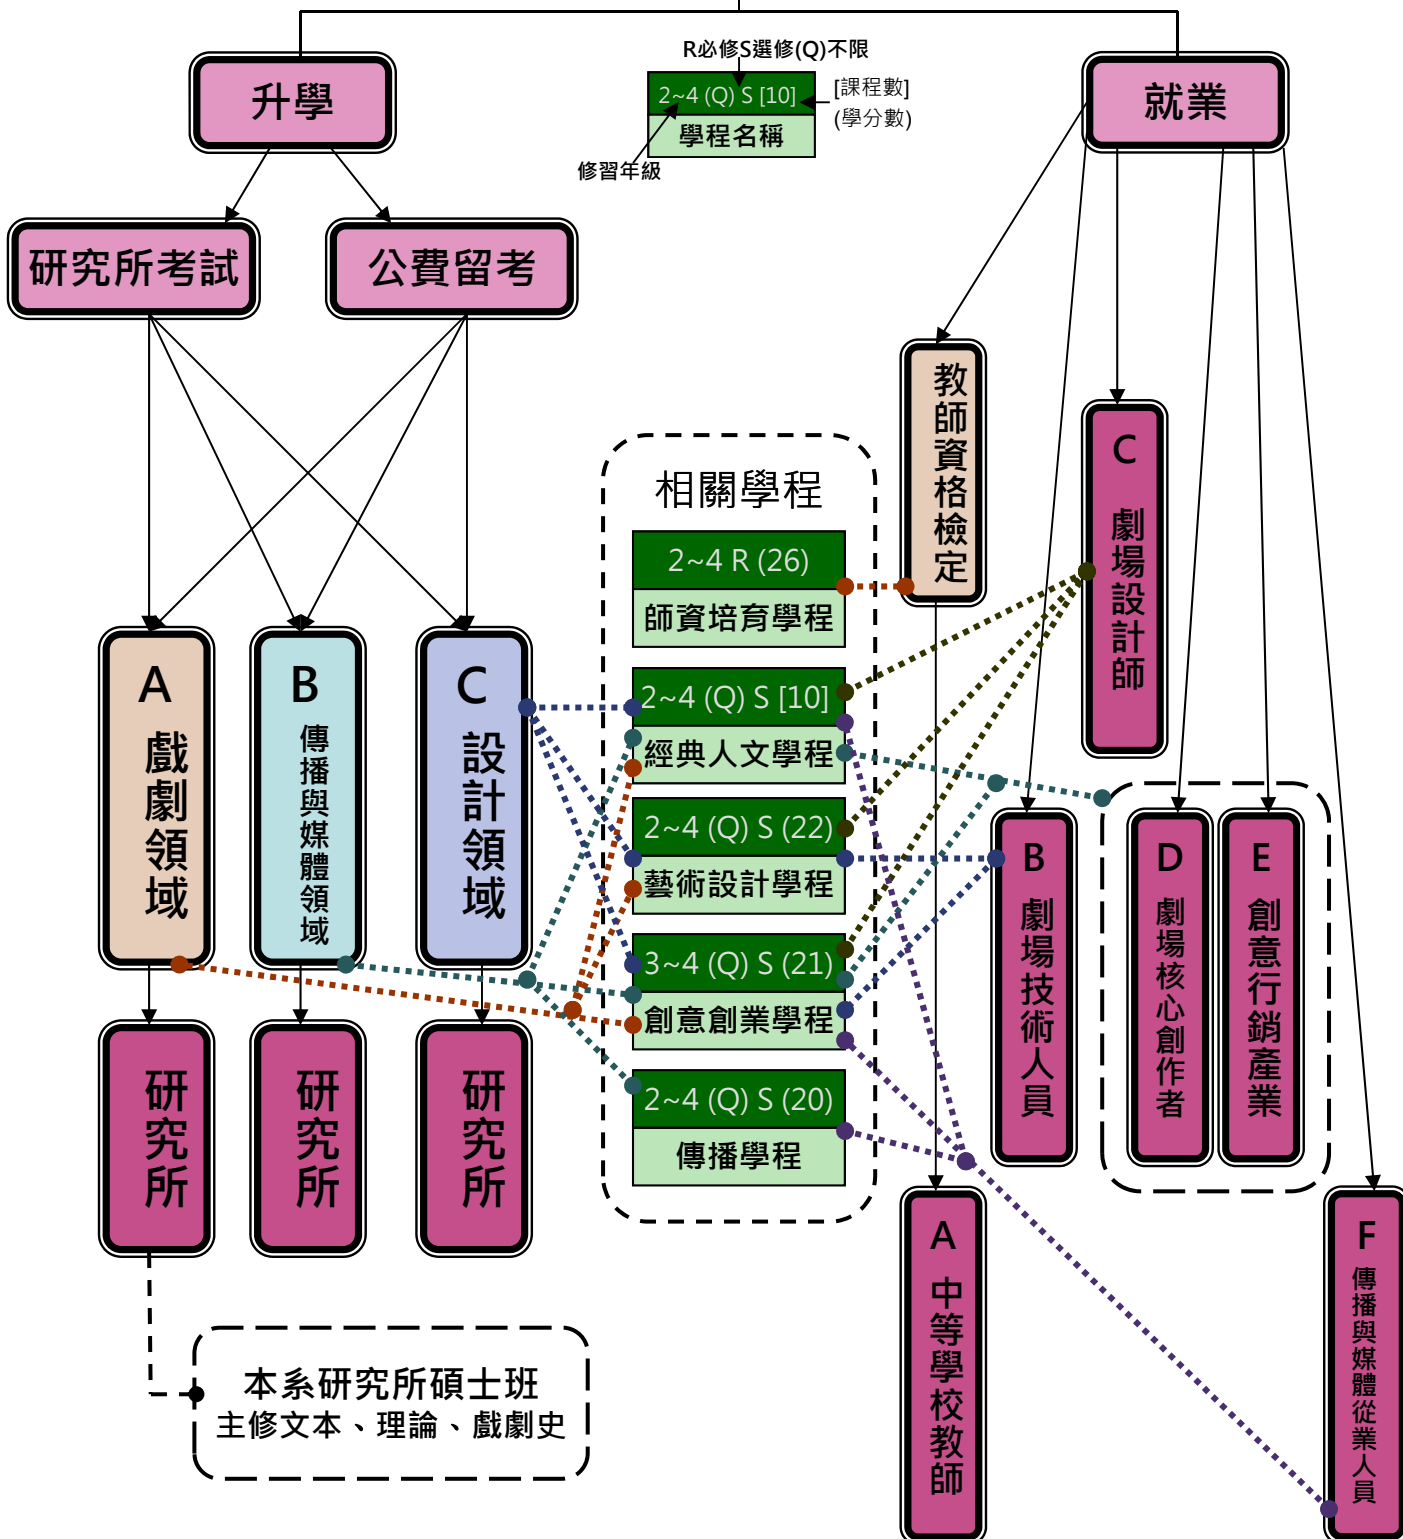 升學
R必修S選修(Q)不限
2~4 (Q) S [10]
學程名稱
[課程數]
(學分數)
修習年級
就業
研究所考試
公費留考
教師資格檢定
C 劇場設計師
相關學程
2~4 R (26)
師資培育學程
2~4 (Q) S [10]
經典人文學程
2~4 (Q) S (22)
藝術設計學程
3~4 (Q) S (21)
創意創業學程
2~4 (Q) S (20)
傳播學程
A 戲劇領域
B 傳播與媒體領域
C 設計領域
B 劇場技術人員
D 劇場核心創作者
E 創意行銷產業
研究所
研究所
研究所
A 中等學校教師
F 傳播與媒體從業人員
本系研究所碩士班
主修文本、理論、戲劇史